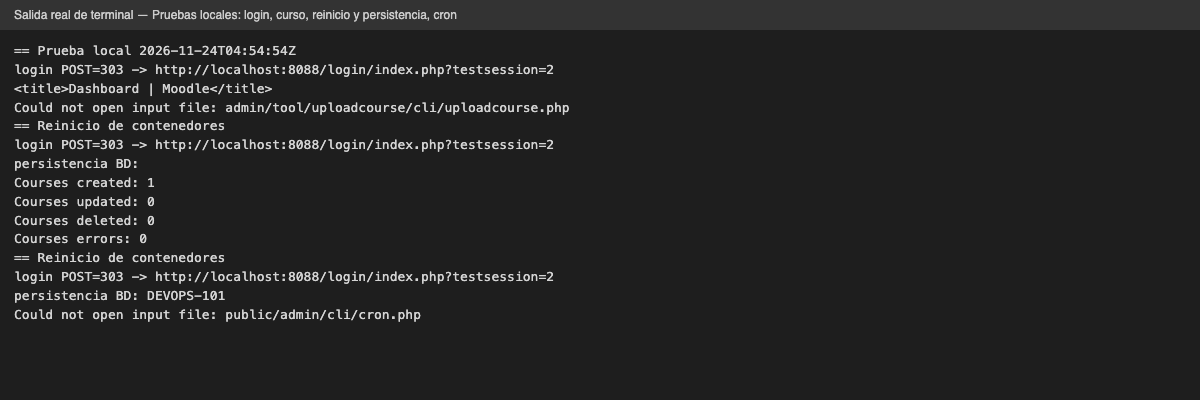 Salida real de terminal — Pruebas locales: login, curso, reinicio y persistencia, cron
== Prueba local 2026-11-24T04:54:54Z
login POST=303 -> http://localhost:8088/login/index.php?testsession=2
<title>Dashboard | Moodle</title>
Could not open input file: admin/tool/uploadcourse/cli/uploadcourse.php
== Reinicio de contenedores
login POST=303 -> http://localhost:8088/login/index.php?testsession=2
persistencia BD:
Courses created: 1
Courses updated: 0
Courses deleted: 0
Courses errors: 0
== Reinicio de contenedores
login POST=303 -> http://localhost:8088/login/index.php?testsession=2
persistencia BD: DEVOPS-101
Could not open input file: public/admin/cli/cron.php